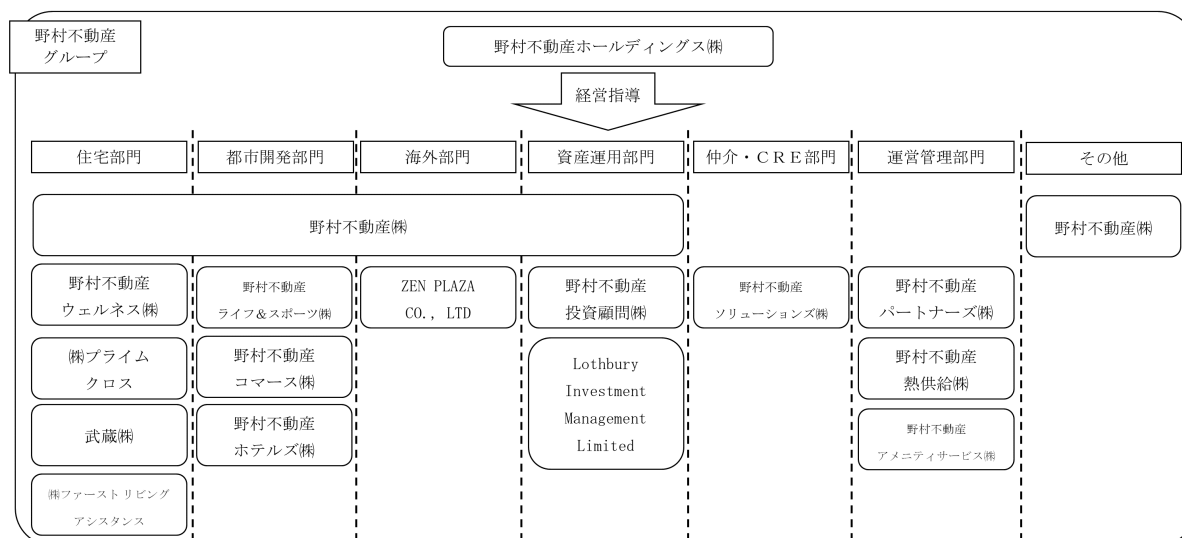 野村不動産
グループ
野村不動産ホールディングス㈱
経営指導
住宅部門
都市開発部門
海外部門
資産運用部門
仲介・ＣＲＥ部門
運営管理部門
その他
野村不動産㈱
野村不動産㈱
野村不動産
ウェルネス㈱
野村不動産
ライフ＆スポーツ㈱
ZEN PLAZA
CO., LTD
野村不動産
投資顧問㈱
野村不動産
ソリューションズ㈱
野村不動産
パートナーズ㈱
㈱プライム
クロス
野村不動産
コマース㈱
Lothbury
Investment
Management
Limited
野村不動産
熱供給㈱
武蔵㈱
野村不動産
ホテルズ㈱
野村不動産
アメニティサービス㈱
㈱ファーストリビング
アシスタンス